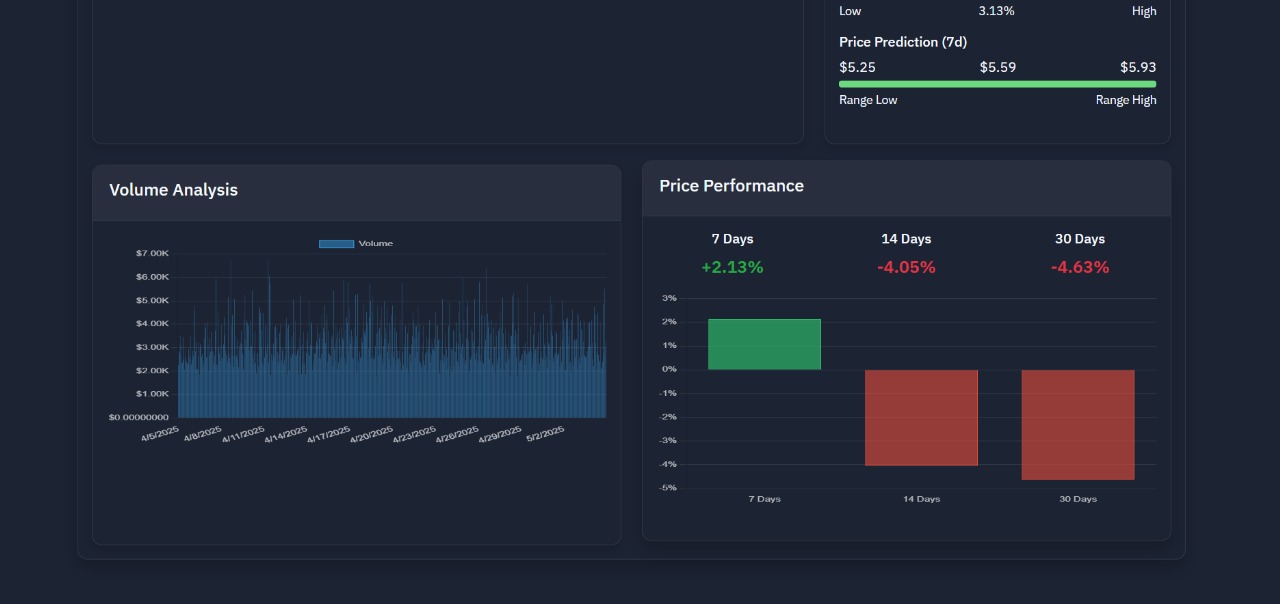 Low 3.13% High
Price Prediction (7d)
$5.25 $5.59 $5.93
Range Low Range High
Volume Analysis
Volume
$7.00K
$6.00K
$5.00K
$4.00K
$3.00K
$2.00K
$1.00K
$0.00000000
4/5/2025 4/8/2025 4/11/2025 4/14/2025 4/17/2025 4/20/2025 4/23/2025 4/26/2025 4/29/2025 5/2/2025
Price Performance
7 Days 14 Days 30 Days
+2.13% -4.05% -4.63%
3%
2%
1%
0%
-1%
-2%
-3%
-4%
-5%
7 Days 14 Days 30 Days